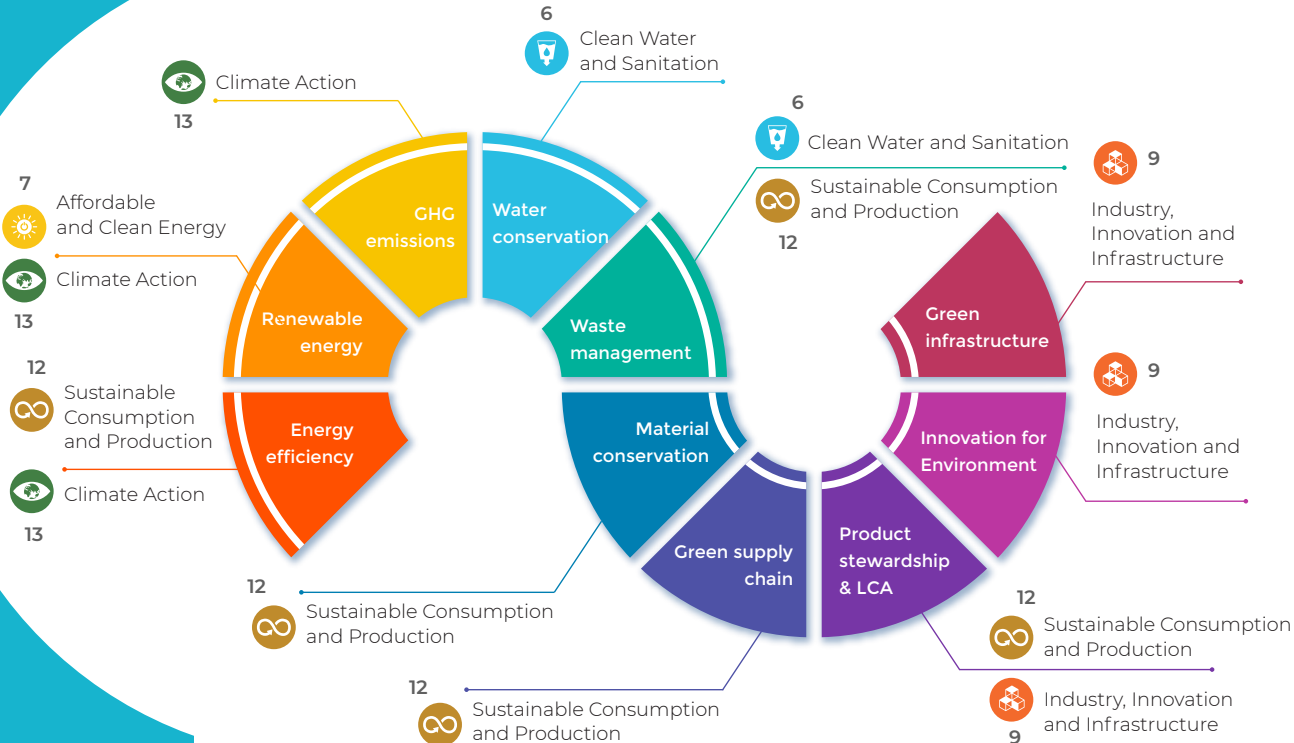 6
Clean Water
and Sanitation
Climate Action
13
6
Clean Water and Sanitation
Sustainable Consumption
and Production
12
9
Industry,
Innovation and
Infrastructure
7
Affordable
and Clean Energy
Climate Action
13
GHG
emissions
Water
conservation
Renewable
energy
Waste
management
Green
infrastructure
12
Sustainable
Consumption
and Production
Climate Action
13
Energy
efficiency
Material
conservation
Innovation for
Environment
9
Industry,
Innovation and
Infrastructure
Green supply
chain
Product
stewardship
& LCA
12
Sustainable Consumption
and Production
12
Sustainable Consumption
and Production
12
Sustainable Consumption
and Production
Industry, Innovation
and Infrastructure
9